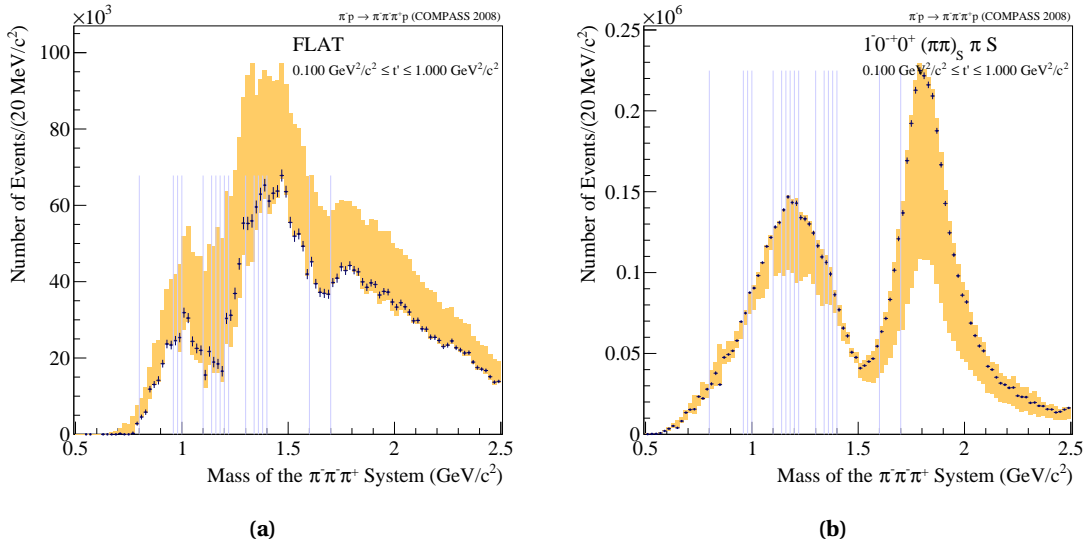 ×10³
π⁻p → π⁻π⁻π⁺p (COMPASS 2008)
FLAT
0.100 GeV²/c² ≤ t' ≤ 1.000 GeV²/c²
Number of Events/(20 MeV/c²)
100
80
60
40
20
0
0.5 1 1.5 2 2.5
Mass of the π⁻π⁻π⁺ System (GeV/c²)
(a)
×10⁶
π⁻p → π⁻π⁻π⁺p (COMPASS 2008)
1⁻0⁻⁺0⁺ (ππ)ₛ π S
0.100 GeV²/c² ≤ t' ≤ 1.000 GeV²/c²
Number of Events/(20 MeV/c²)
0.25
0.2
0.15
0.1
0.05
0
0.5 1 1.5 2 2.5
Mass of the π⁻π⁻π⁺ System (GeV/c²)
(b)